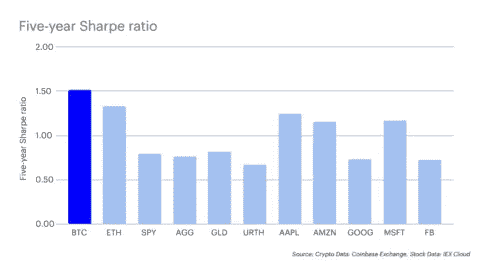 Five-year Sharpe ratio
2.00
1.50
1.00
0.50
0.00
Five-year Sharpe ratio
BTC ETH SPY AGG GLD URTH AAPL AMZN GOOG MSFT FB
Source: Crypto Data: Coinbase Exchange, Stock Data: IEX Cloud